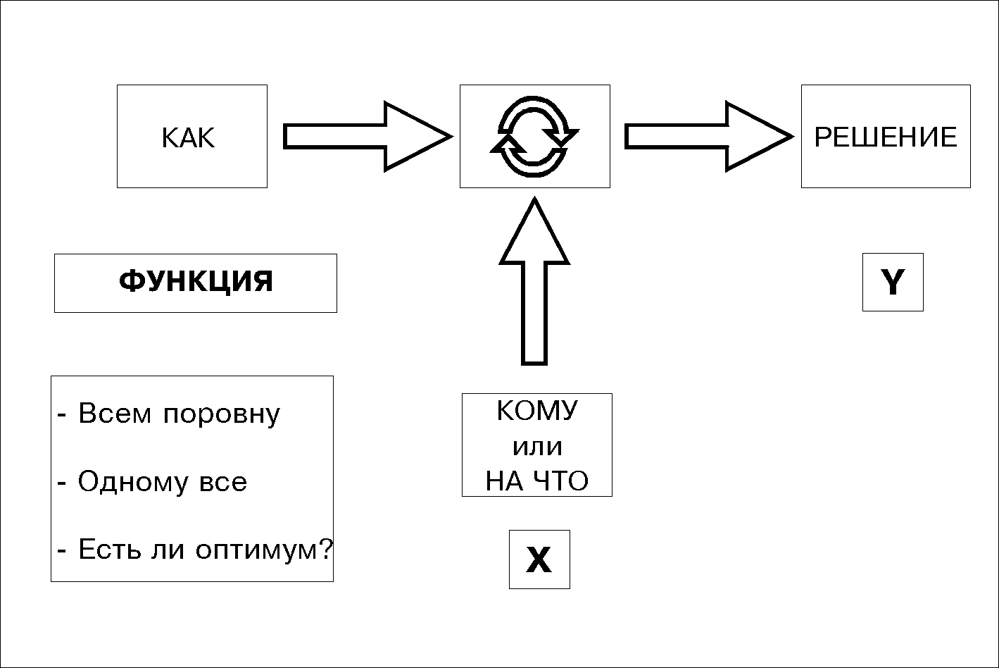 КАК
РЕШЕНИЕ
ФУНКЦИЯ
Y
- Всем поровну
- Одному все
- Есть ли оптимум?
КОМУ
или
НА ЧТО
X